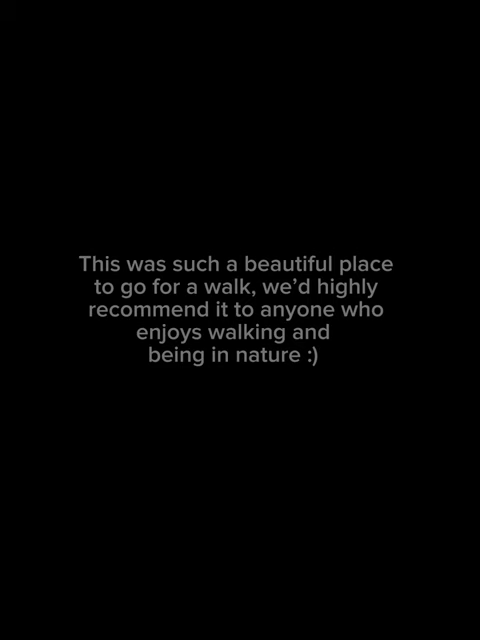 This was such a beautiful place
to go for a walk, we’d highly
recommend it to anyone who
enjoys walking and
being in nature :)